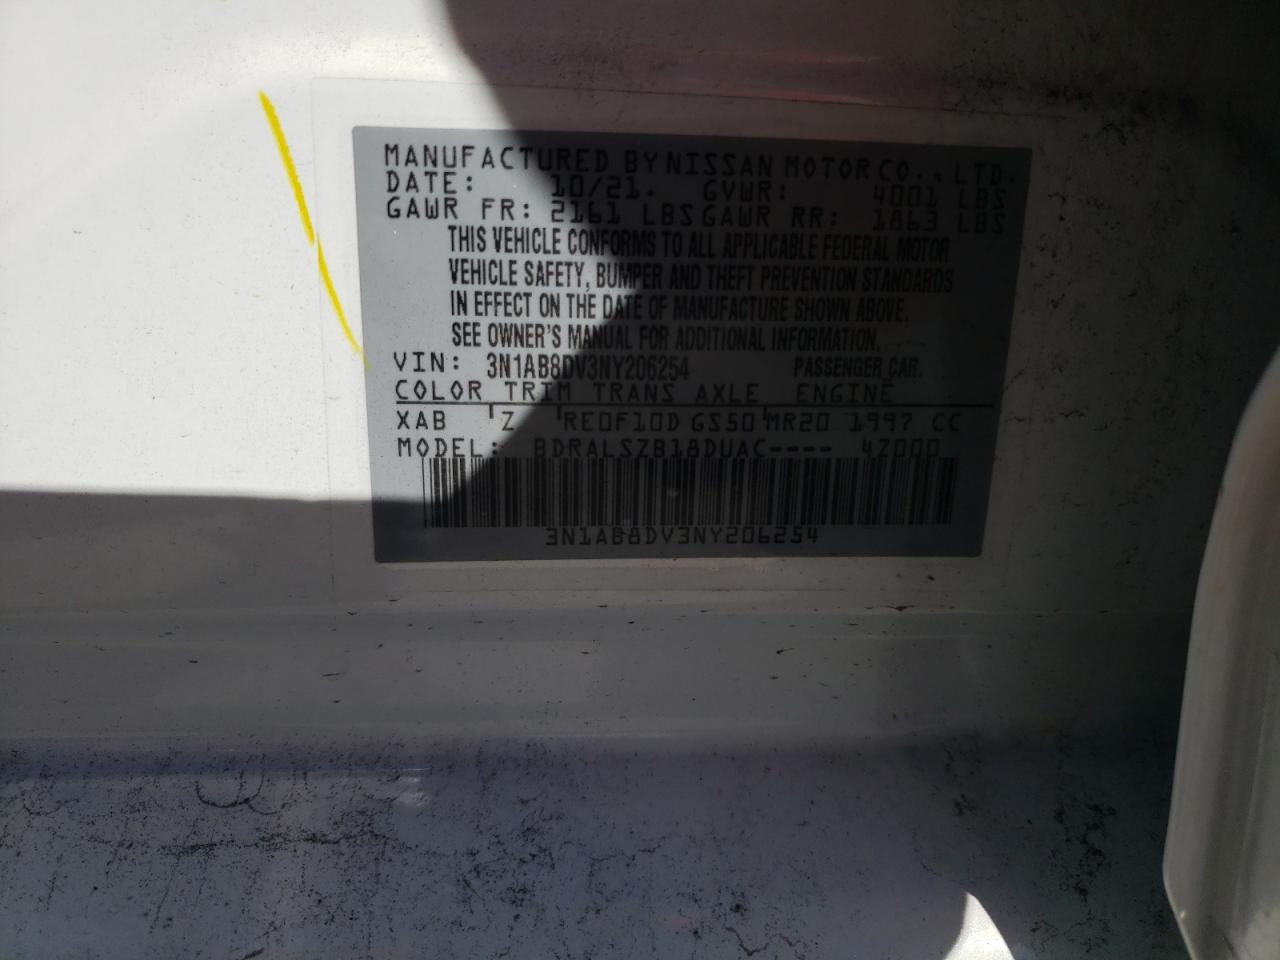 MANUFACTURED BY NISSAN MOTOR CO., LTD.
DATE: 10/21. GVWR: 4001 LBS
GAWR FR: 2161 LBS GAWR RR: 1863 LBS
THIS VEHICLE CONFORMS TO ALL APPLICABLE FEDERAL MOTOR
VEHICLE SAFETY, BUMPER AND THEFT PREVENTION STANDARDS
IN EFFECT ON THE DATE OF MANUFACTURE SHOWN ABOVE.
SEE OWNER'S MANUAL FOR ADDITIONAL INFORMATION.
VIN: 3N1AB8DV3NY206254 PASSENGER CAR.
COLOR TRIM TRANS AXLE ENGINE
XAB Z RE0F10D GS50 MR20 1997 CC
MODEL: BDRALSZB18DUAC---- 4Z000
3N1AB8DV3NY206254